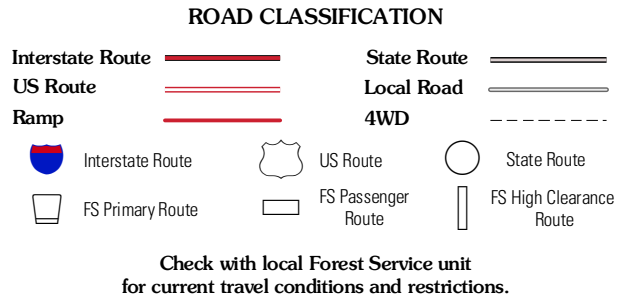 ROAD CLASSIFICATION
Interstate Route
State Route
US Route
Local Road
Ramp
4WD
Interstate Route
US Route
State Route
FS Primary Route
FS Passenger
Route
FS High Clearance
Route
Check with local Forest Service unit
for current travel conditions and restrictions.